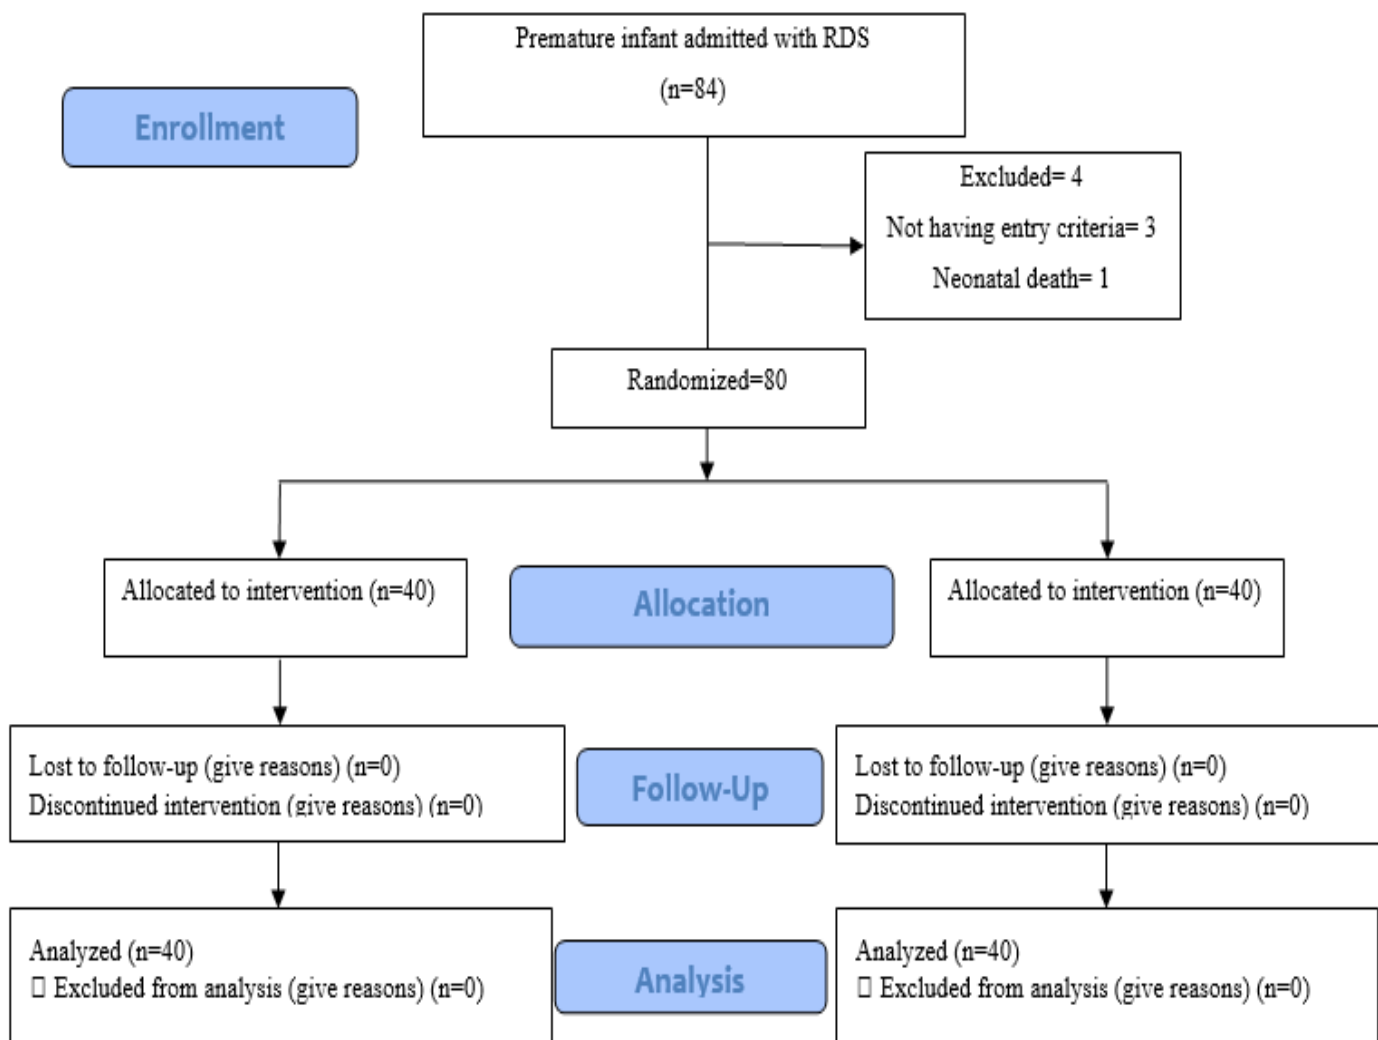 Premature infant admitted with RDS
(n=84)
Enrollment
Excluded= 4
Not having entry criteria= 3
Neonatal death= 1
Randomized=80
Allocated to intervention (n=40)
Allocation
Allocated to intervention (n=40)
Lost to follow-up (give reasons) (n=0)
Discontinued intervention (give reasons) (n=0)
Follow-Up
Lost to follow-up (give reasons) (n=0)
Discontinued intervention (give reasons) (n=0)
Analyzed (n=40)
▯ Excluded from analysis (give reasons) (n=0)
Analysis
Analyzed (n=40)
▯ Excluded from analysis (give reasons) (n=0)